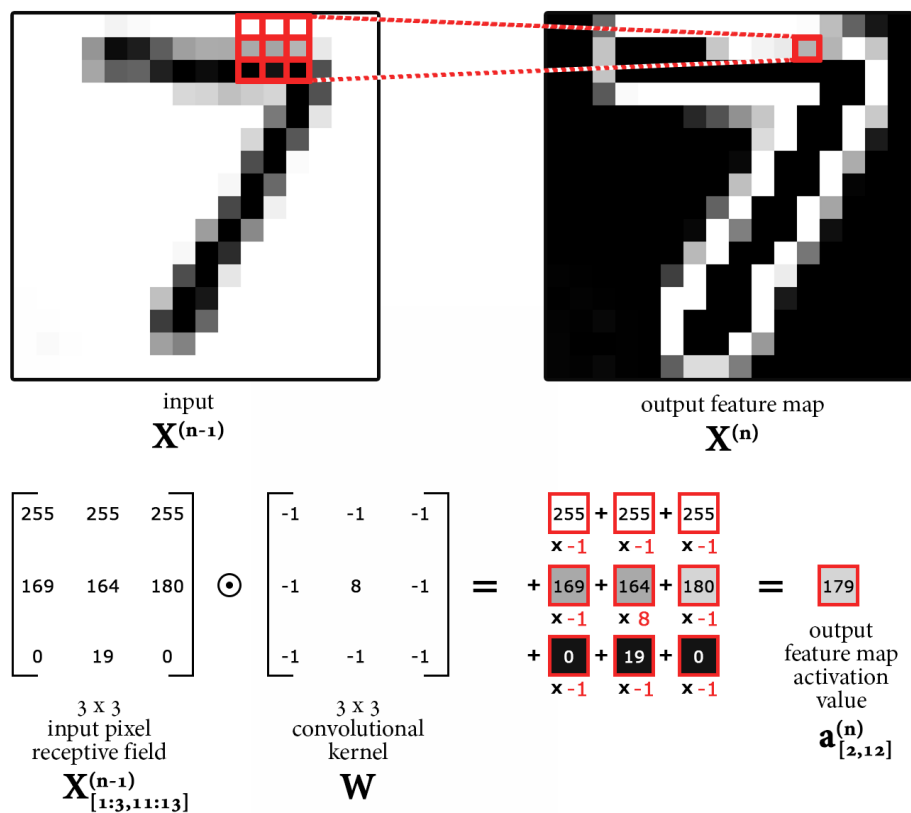 input
X(n-1)
output feature map
X(n)
255 255 255 -1 -1 -1 255 + 255 + 255
x -1 x -1 x -1
169 164 180 ⊙ -1 8 -1 = + 169 + 164 + 180 = 179
x -1 x 8 x -1
0 19 0 -1 -1 -1 + 0 + 19 + 0
x -1 x -1 x -1
3 x 3
input pixel
receptive field
X(n-1)[1:3,11:13]
3 x 3
convolutional
kernel
W
output
feature map
activation
value
a(n)[2,12]